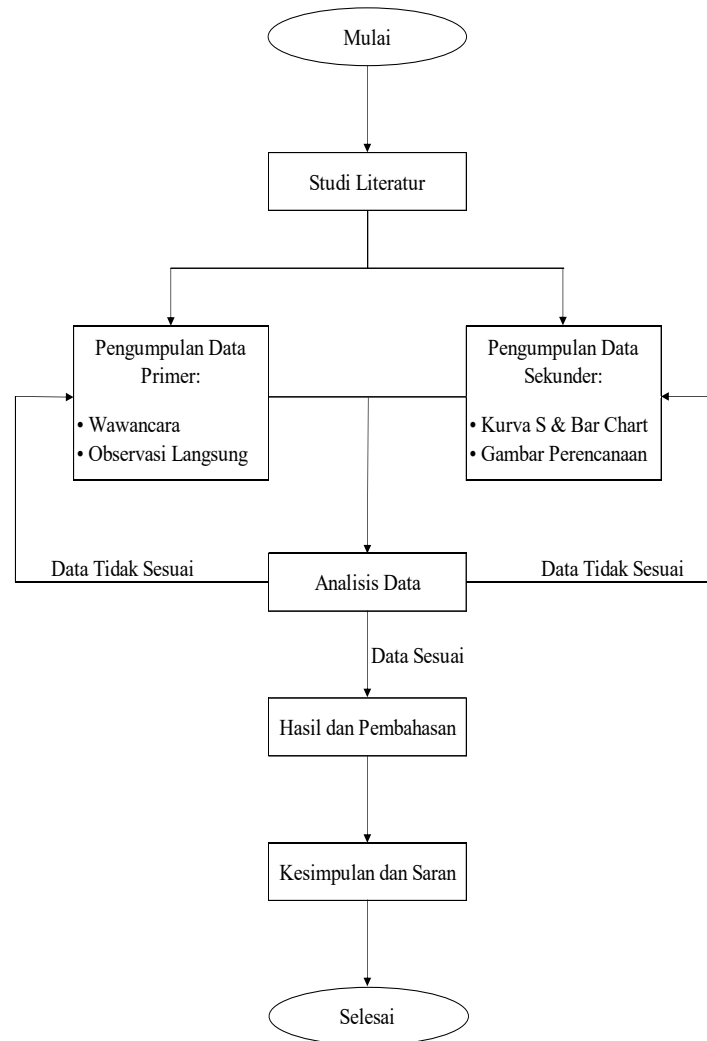 Mulai
Studi Literatur
Pengumpulan Data
Primer:
• Wawancara
• Observasi Langsung
Pengumpulan Data
Sekunder:
• Kurva S & Bar Chart
• Gambar Perencanaan
Data Tidak Sesuai
Analisis Data
Data Tidak Sesuai
Data Sesuai
Hasil dan Pembahasan
Kesimpulan dan Saran
Selesai